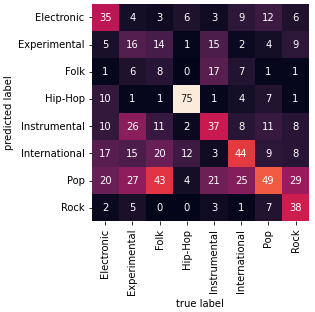 predicted label
Electronic 35 4 3 6 3 9 12 6
Experimental 5 16 14 1 15 2 4 9
Folk 1 6 8 0 17 7 1 1
Hip-Hop 10 1 1 75 1 4 7 1
Instrumental 10 26 11 2 37 8 11 8
International 17 15 20 12 3 44 9 8
Pop 20 27 43 4 21 25 49 29
Rock 2 5 0 0 3 1 7 38
Electronic Experimental Folk Hip-Hop Instrumental International Pop Rock
true label